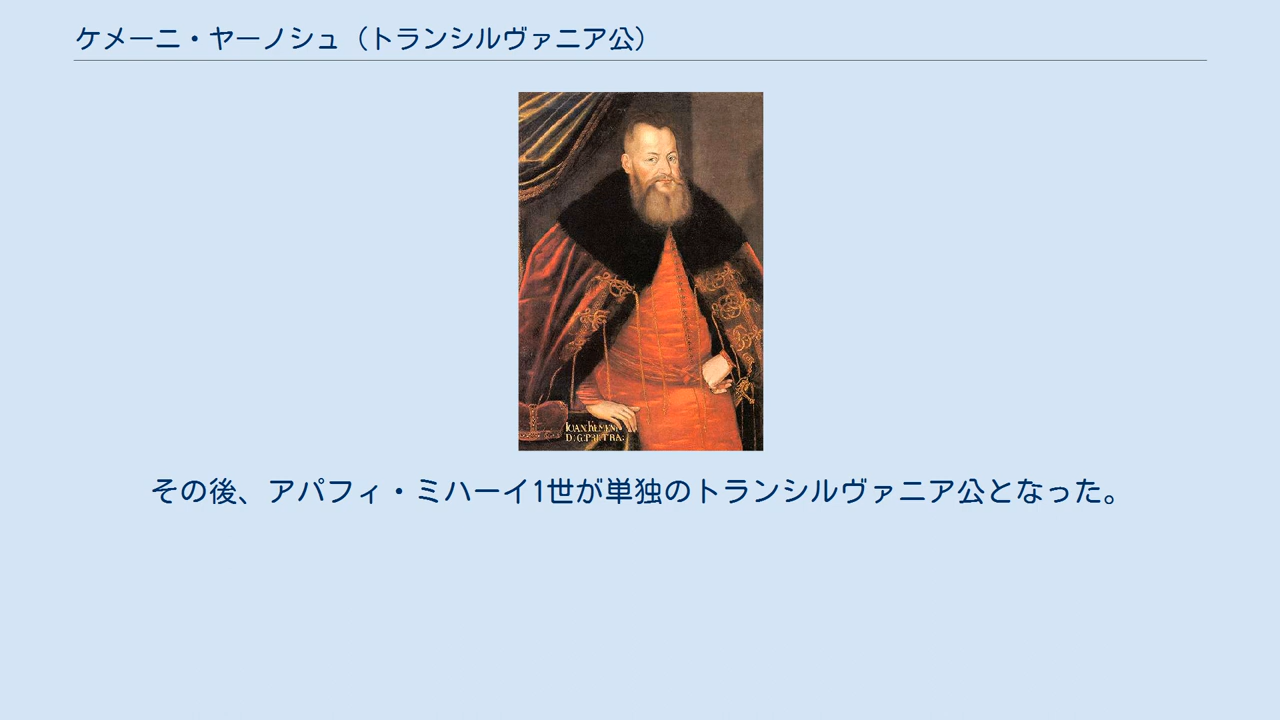 ケメーニ・ヤーノシュ（トランシルヴァニア公）
D:G:P
その後、アパフィ・ミハーイ1世が単独のトランシルヴァニア公となった。